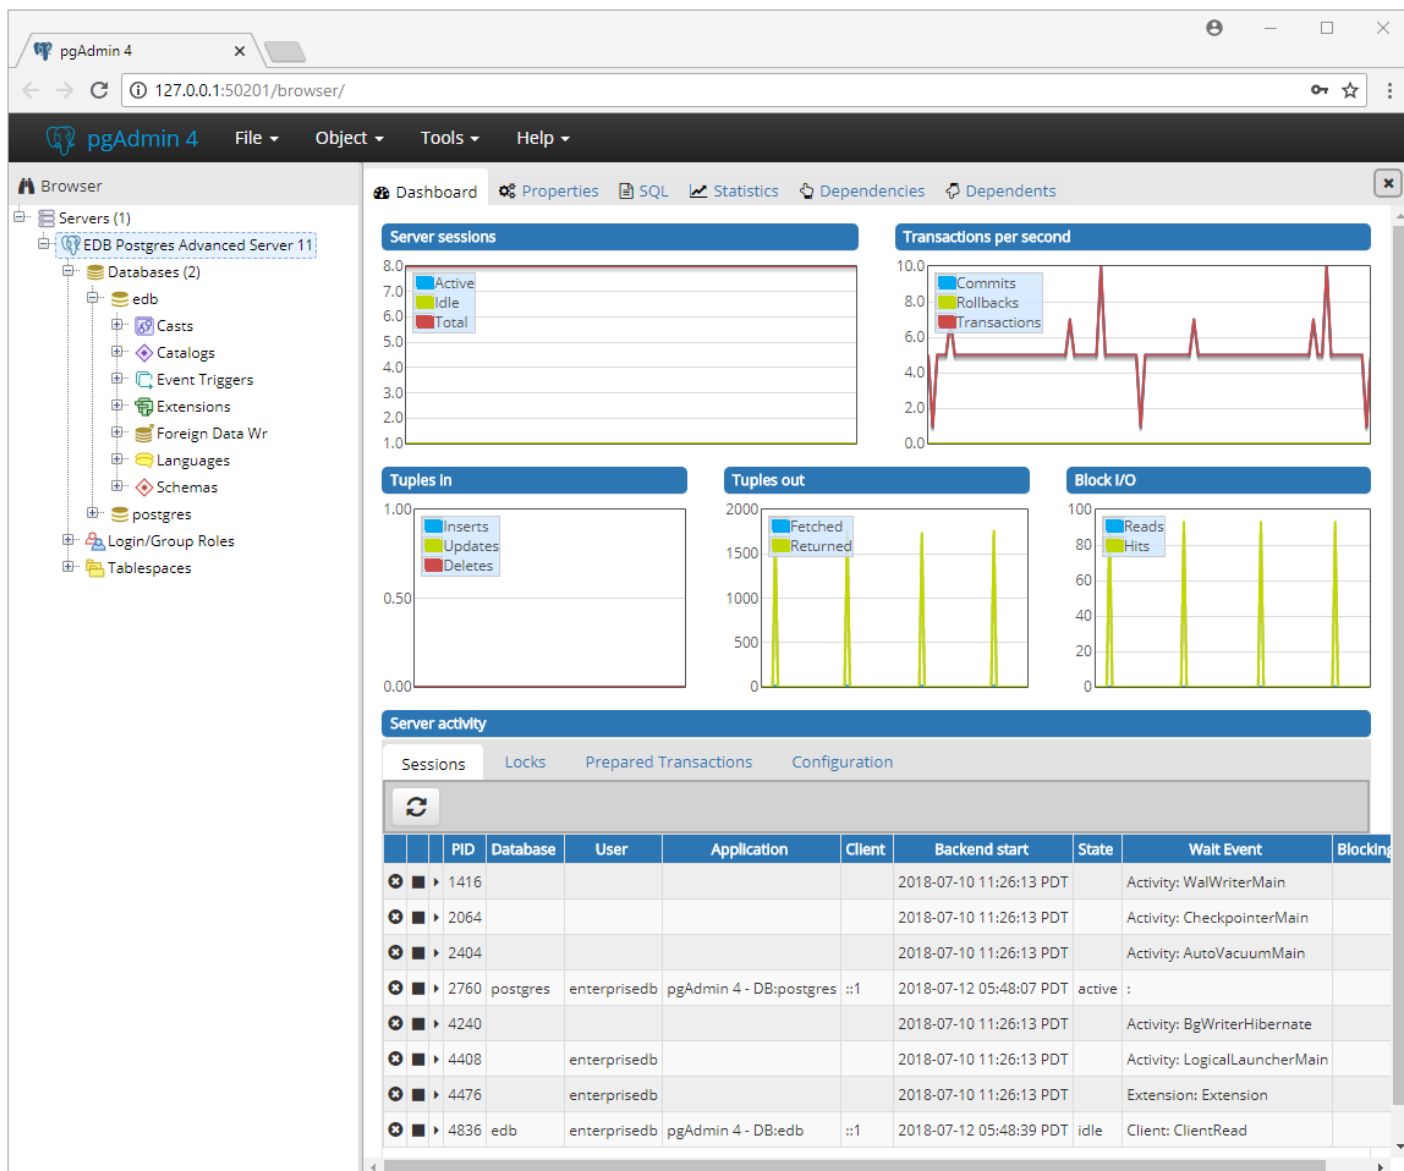 pgAdmin 4
127.0.0.1:50201/browser/
pgAdmin 4 File Object Tools Help
Browser
Servers (1)
EDB Postgres Advanced Server 11
Databases (2)
edb
Casts
Catalogs
Event Triggers
Extensions
Foreign Data Wr
Languages
Schemas
postgres
Login/Group Roles
Tablespaces
Dashboard Properties SQL Statistics Dependencies Dependents
Server sessions
8.0
7.0
6.0
5.0
4.0
3.0
2.0
1.0
Active
Idle
Total
Transactions per second
10.0
8.0
6.0
4.0
2.0
0.0
Commits
Rollbacks
Transactions
Tuples in
1.00
0.50
0.00
Inserts
Updates
Deletes
Tuples out
2000
1500
1000
500
0
Fetched
Returned
Block I/O
100
80
60
40
20
0
Reads
Hits
Server activity
Sessions Locks Prepared Transactions Configuration
PID Database User Application Client Backend start State Wait Event Blocking
1416 2018-07-10 11:26:13 PDT Activity: WalWriterMain
2064 2018-07-10 11:26:13 PDT Activity: CheckpointerMain
2404 2018-07-10 11:26:13 PDT Activity: AutoVacuumMain
2760 postgres enterprisedb pgAdmin 4 - DB:postgres ::1 2018-07-12 05:48:07 PDT active :
4240 2018-07-10 11:26:13 PDT Activity: BgWriterHibernate
4408 enterprisedb 2018-07-10 11:26:13 PDT Activity: LogicalLauncherMain
4476 enterprisedb 2018-07-10 11:26:13 PDT Extension: Extension
4836 edb enterprisedb pgAdmin 4 - DB:edb ::1 2018-07-12 05:48:39 PDT idle Client: ClientRead